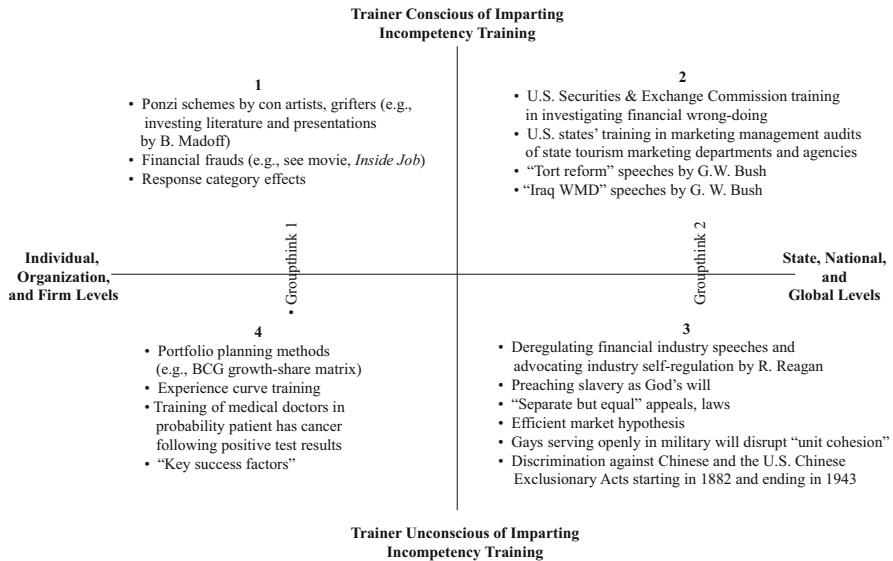 Trainer Conscious of Imparting
Incompetency Training
1
• Ponzi schemes by con artists, grifters (e.g.,
investing literature and presentations
by B. Madoff)
• Financial frauds (e.g., see movie, Inside Job)
• Response category effects
2
• U.S. Securities & Exchange Commission training
in investigating financial wrong-doing
• U.S. states’ training in marketing management audits
of state tourism marketing departments and agencies
• “Tort reform” speeches by G.W. Bush
• “Iraq WMD” speeches by G. W. Bush
Individual,
Organization,
and Firm Levels
• Groupthink 1
Groupthink 2
State, National,
and
Global Levels
4
• Portfolio planning methods
(e.g., BCG growth-share matrix)
• Experience curve training
• Training of medical doctors in
probability patient has cancer
following positive test results
• “Key success factors”
3
• Deregulating financial industry speeches and
advocating industry self-regulation by R. Reagan
• Preaching slavery as God’s will
• “Separate but equal” appeals, laws
• Efficient market hypothesis
• Gays serving openly in military will disrupt “unit cohesion”
• Discrimination against Chinese and the U.S. Chinese
Exclusionary Acts starting in 1882 and ending in 1943
Trainer Unconscious of Imparting
Incompetency Training